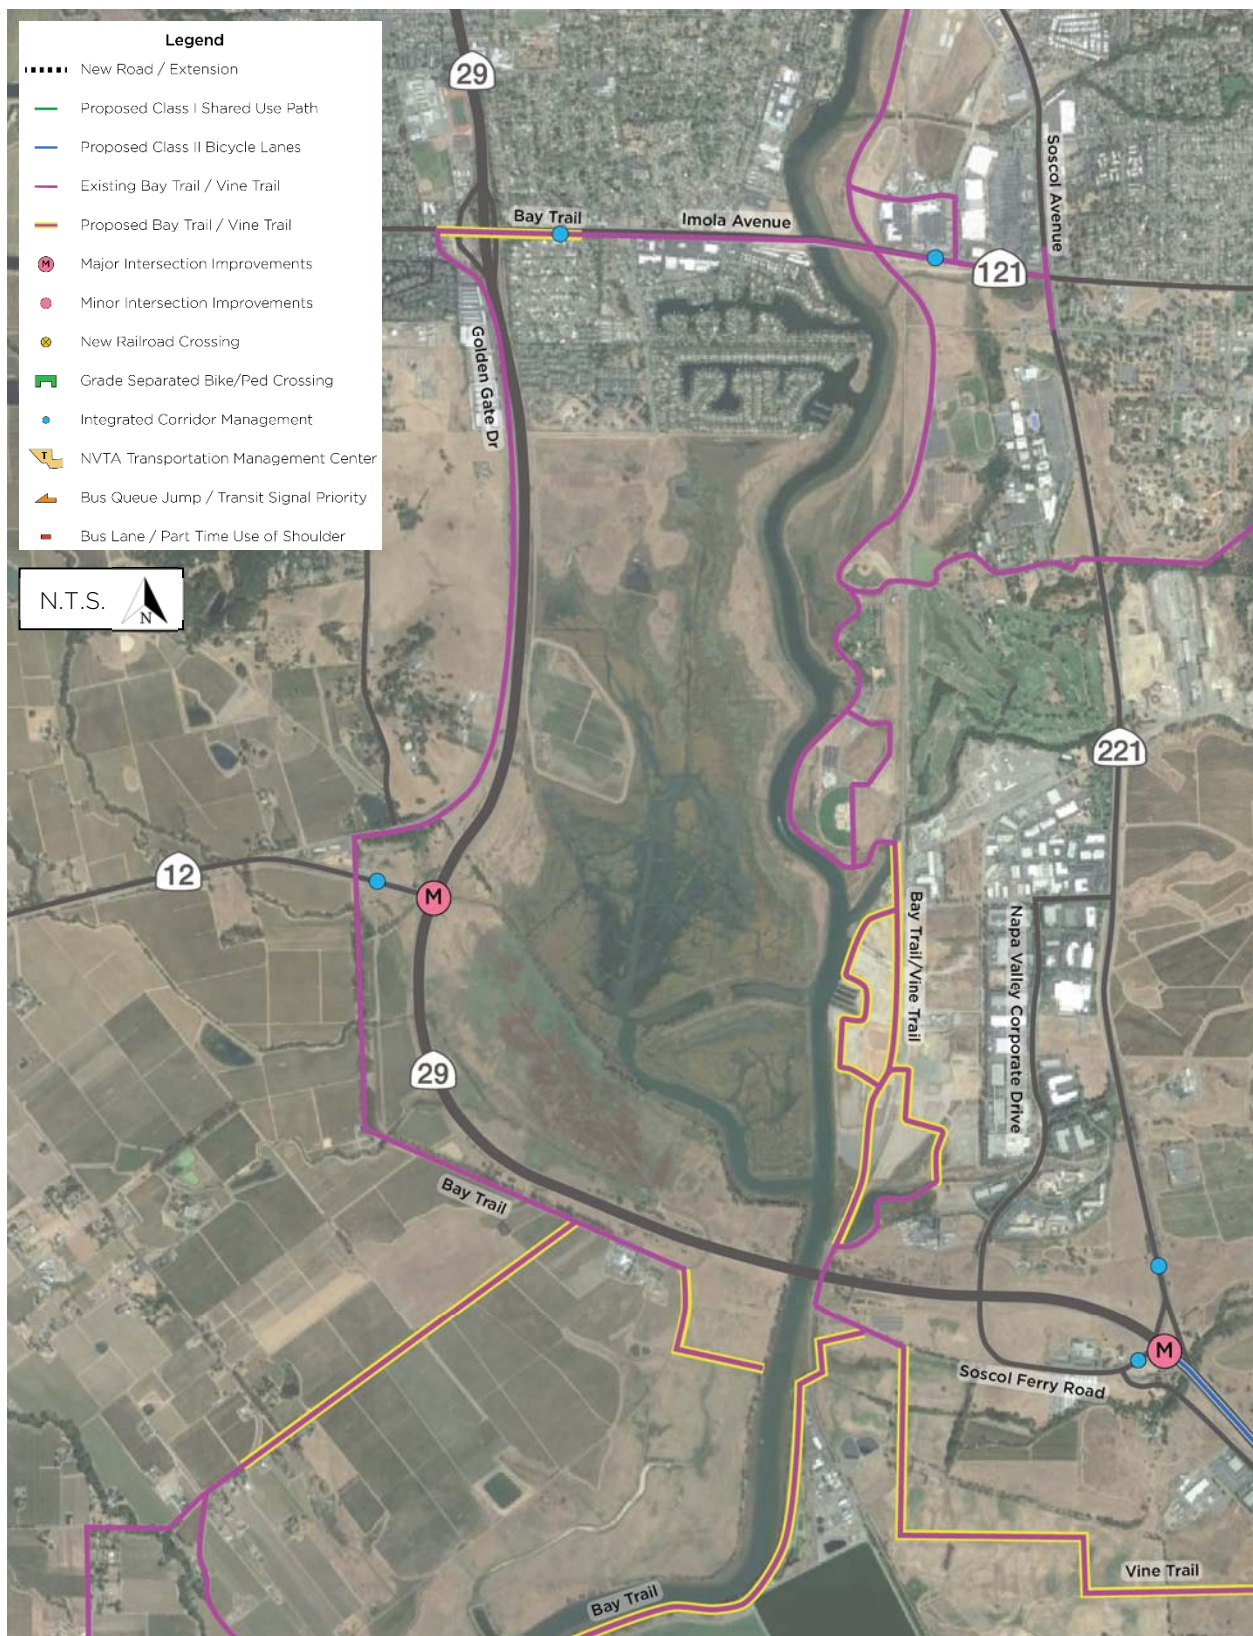 Legend
New Road / Extension
Proposed Class I Shared Use Path
Proposed Class II Bicycle Lanes
Existing Bay Trail / Vine Trail
Proposed Bay Trail / Vine Trail
M Major Intersection Improvements
Minor Intersection Improvements
New Railroad Crossing
Grade Separated Bike/Ped Crossing
Integrated Corridor Management
T NVTA Transportation Management Center
Bus Queue Jump / Transit Signal Priority
Bus Lane / Part Time Use of Shoulder
N.T.S.
N
29
Soscol Avenue
Bay Trail
Imola Avenue
121
Golden Gate Dr
221
12
M
Bay Trail/Vine Trail
Napa Valley Corporate Drive
29
Bay Trail
M
Soscol Ferry Road
Vine Trail
Bay Trail